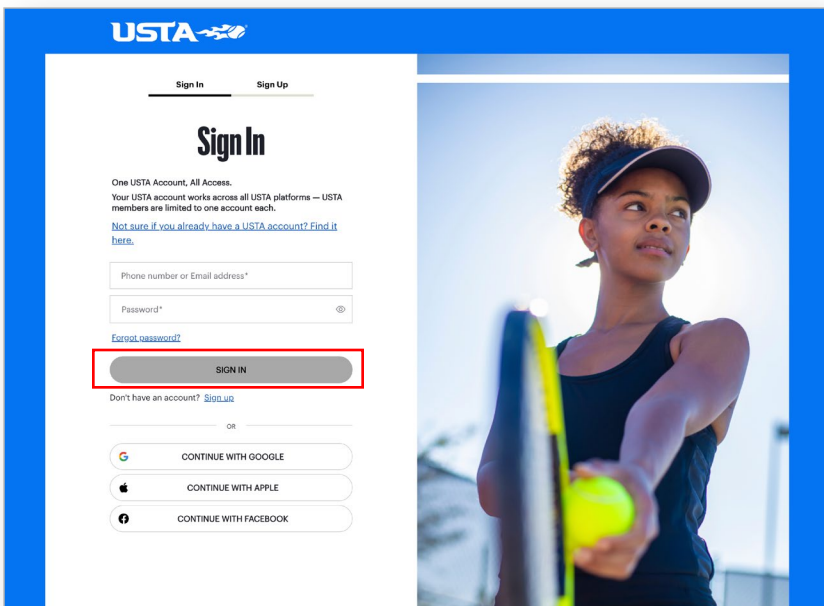 USTA
Sign In Sign Up
Sign In
One USTA Account, All Access.
Your USTA account works across all USTA platforms — USTA
members are limited to one account each.
Not sure if you already have a USTA account? Find it
here.
Phone number or Email address*
Password*
Forgot password?
SIGN IN
Don't have an account? Sign up
OR
CONTINUE WITH GOOGLE
CONTINUE WITH APPLE
CONTINUE WITH FACEBOOK